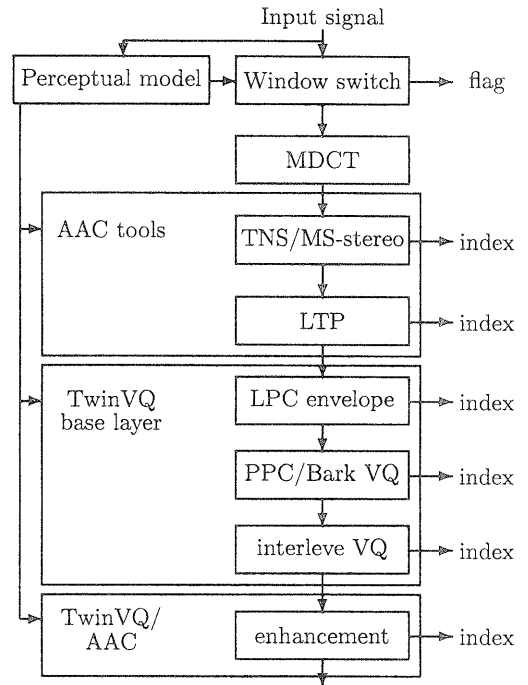 Input signal
Perceptual model
Window switch
flag
MDCT
AAC tools
TNS/MS-stereo
index
LTP
index
TwinVQ
base layer
LPC envelope
index
PPC/Bark VQ
index
interleve VQ
index
TwinVQ/
AAC
enhancement
index